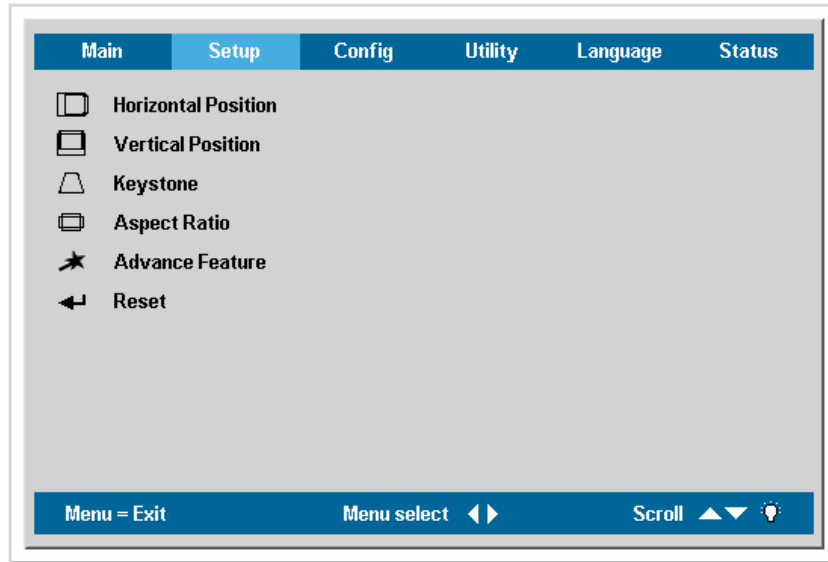 Main Setup Config Utility Language Status
Horizontal Position
Vertical Position
Keystone
Aspect Ratio
Advance Feature
Reset
Menu = Exit Menu select Scroll